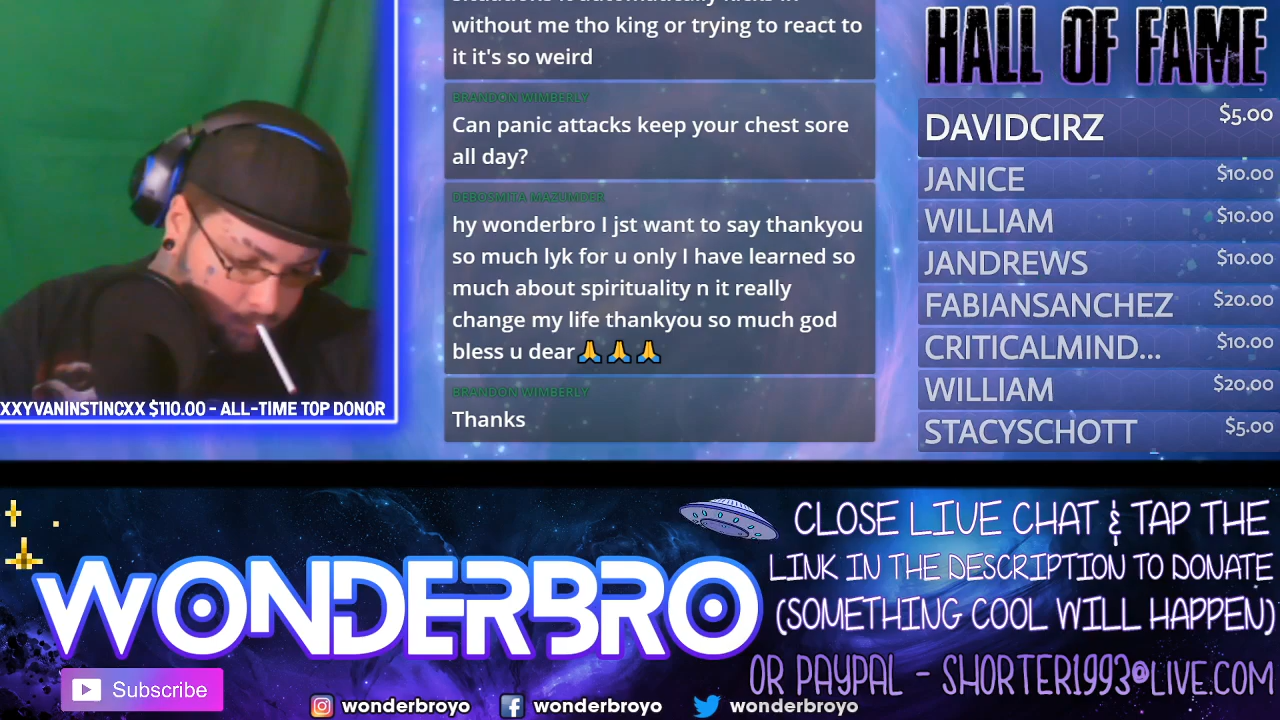 without me tho king or trying to react to
it it's so weird
BRANDON WIMBERLY
Can panic attacks keep your chest sore
all day?
DEBOSMITA MAZUMDER
hy wonderbro I jst want to say thankyou
so much lyk for u only I have learned so
much about spirituality n it really
change my life thankyou so much god
bless u dear🙏🙏🙏
BRANDON WIMBERLY
Thanks
XXYVANINSTINCXX $110.00 - ALL-TIME TOP DONOR
HALL OF FAME
DAVIDCIRZ $5.00
JANICE $10.00
WILLIAM $10.00
JANDREWS $10.00
FABIANSANCHEZ $20.00
CRITICALMIND... $10.00
WILLIAM $20.00
STACYSCHOTT $5.00
WONDERBRO
Subscribe
wonderbroyo wonderbroyo wonderbroyo
CLOSE LIVE CHAT & TAP THE
LINK IN THE DESCRIPTION TO DONATE
(SOMETHING COOL WILL HAPPEN)
OR PAYPAL - SHORTER1993@LIVE.COM